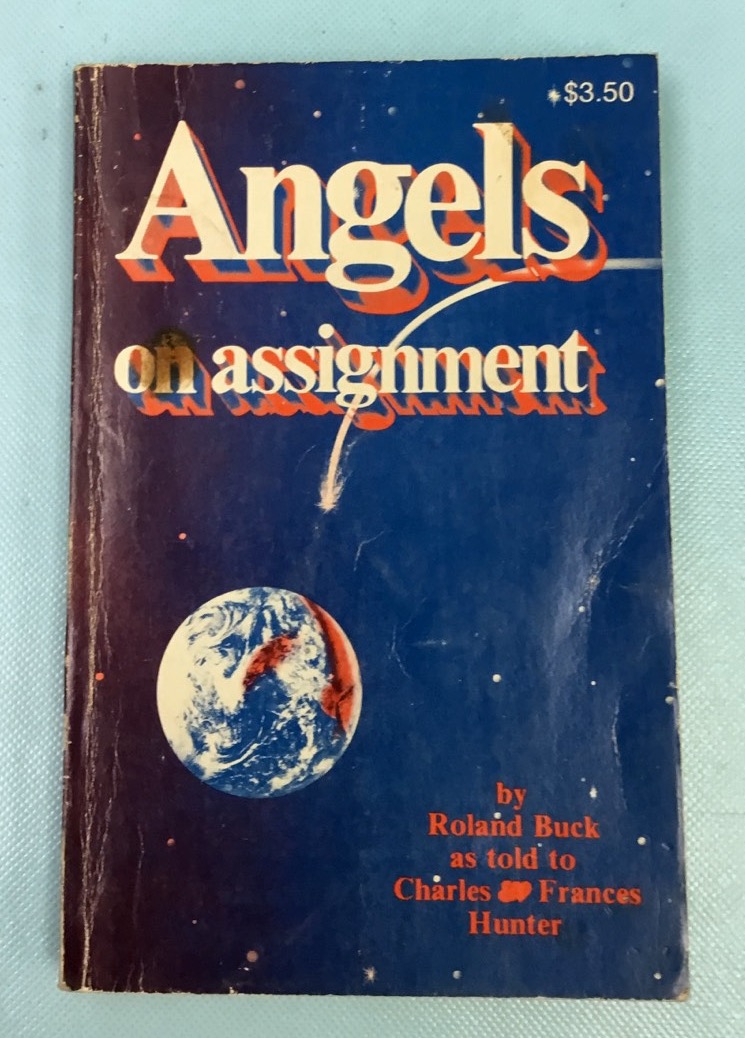 $3.50
Angels
on assignment
by
Roland Buck
as told to
Charles ❤ Frances
Hunter